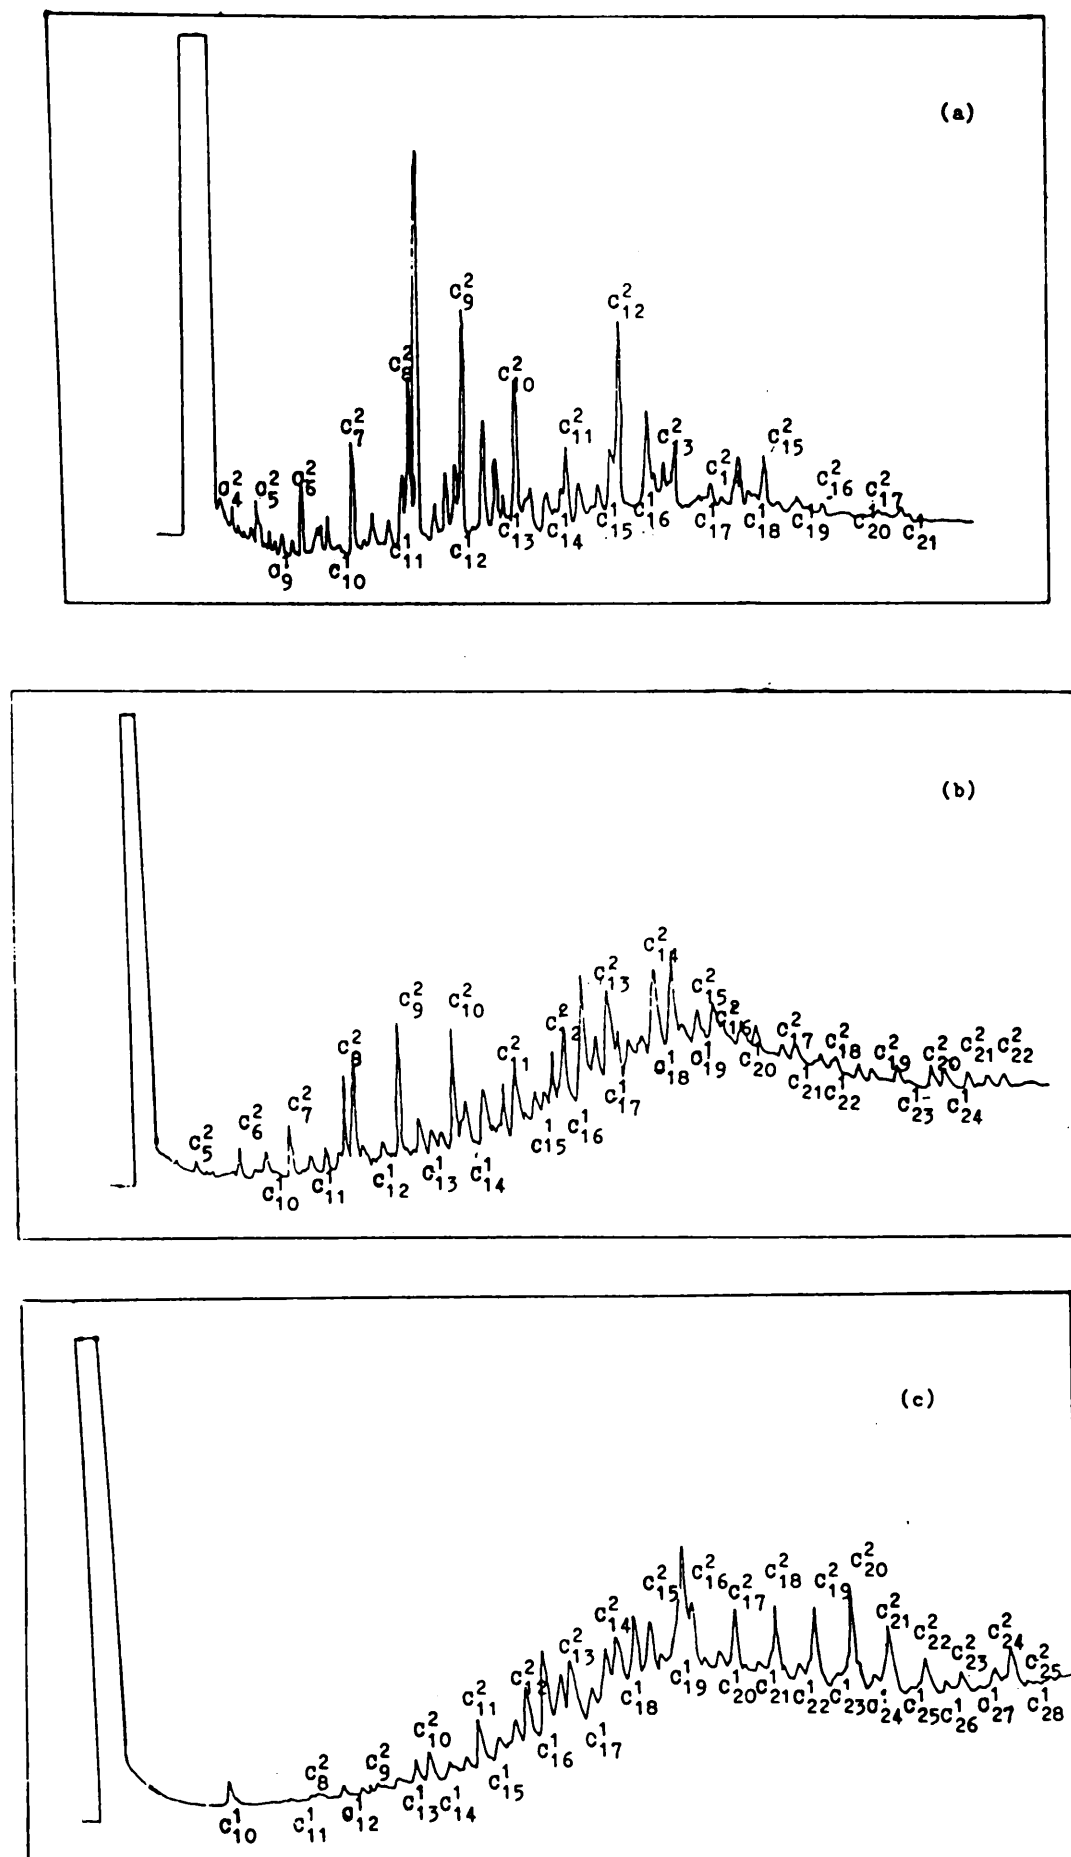 (a)
C²₉
C²₁₂
C²₈
C²₁₀
C²₇
C²₁₁
C²₁₃
C²₁₅
C²₄ C²₅ C²₆
C²₁
C²₁₆ C²₁₇
C¹₉ C¹₁₀ C¹₁₁ C¹₁₂ C¹₁₃ C¹₁₄ C¹₁₅ C¹₁₆ C¹₁₇ C¹₁₈ C¹₁₉ C¹₂₀ C¹₂₁
(b)
C²₅ C²₆ C²₇ C²₈ C²₉ C²₁₀ C²₁₁ C²₁₂ C²₁₃ C²₁₄ C²₁₅ C²₁₆ C²₁₇ C²₁₈ C²₁₉ C²₂₀ C²₂₁ C²₂₂
C¹₁₀ C¹₁₁ C¹₁₂ C¹₁₃ C¹₁₄ C¹₁₅ C¹₁₆ C¹₁₇ C¹₁₈ C¹₁₉ C¹₂₀ C¹₂₁ C¹₂₂ C¹₂₃ C¹₂₄
(c)
C²₈ C²₉ C²₁₀ C²₁₁ C²₁₂ C²₁₃ C²₁₄ C²₁₅ C²₁₆ C²₁₇ C²₁₈ C²₁₉ C²₂₀ C²₂₁ C²₂₂ C²₂₃ C²₂₄ C²₂₅
C¹₁₀ C¹₁₁ C¹₁₂ C¹₁₃ C¹₁₄ C¹₁₅ C¹₁₆ C¹₁₇ C¹₁₈ C¹₁₉ C¹₂₀ C¹₂₁ C¹₂₂ C¹₂₃ C¹₂₄ C¹₂₅ C¹₂₆ C¹₂₇ C¹₂₈